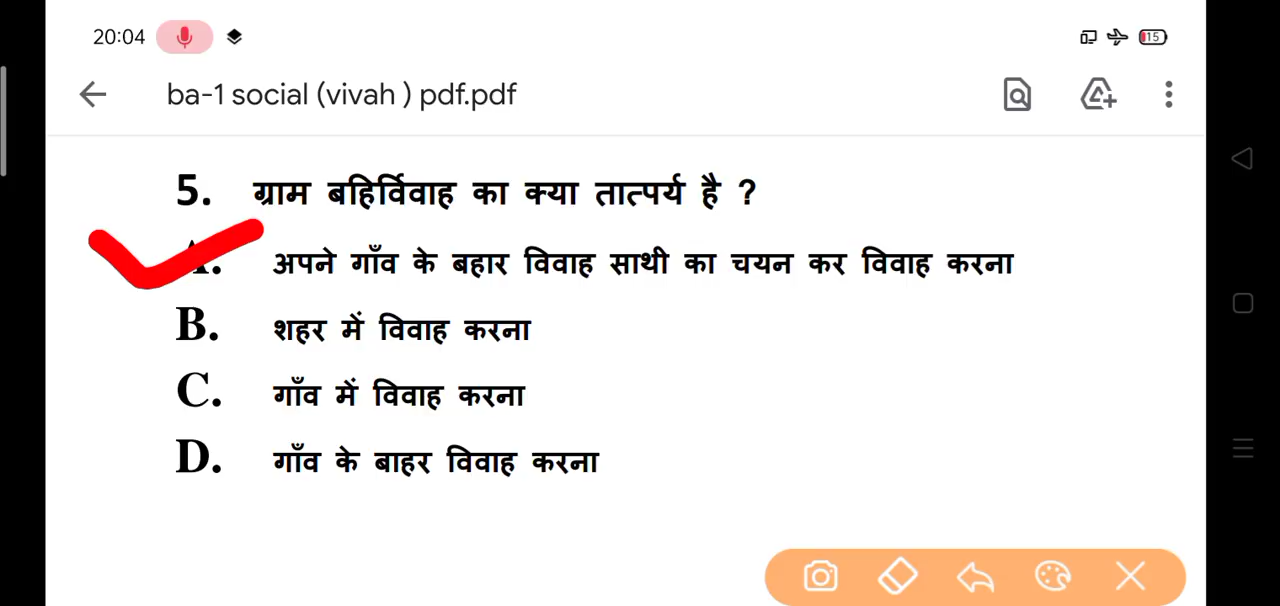 20:04
15
ba-1 social (vivah ) pdf.pdf
5. ग्राम बहिर्विवाह का क्या तात्पर्य है ?
A. अपने गाँव के बहार विवाह साथी का चयन कर विवाह करना
B. शहर में विवाह करना
C. गाँव में विवाह करना
D. गाँव के बाहर विवाह करना